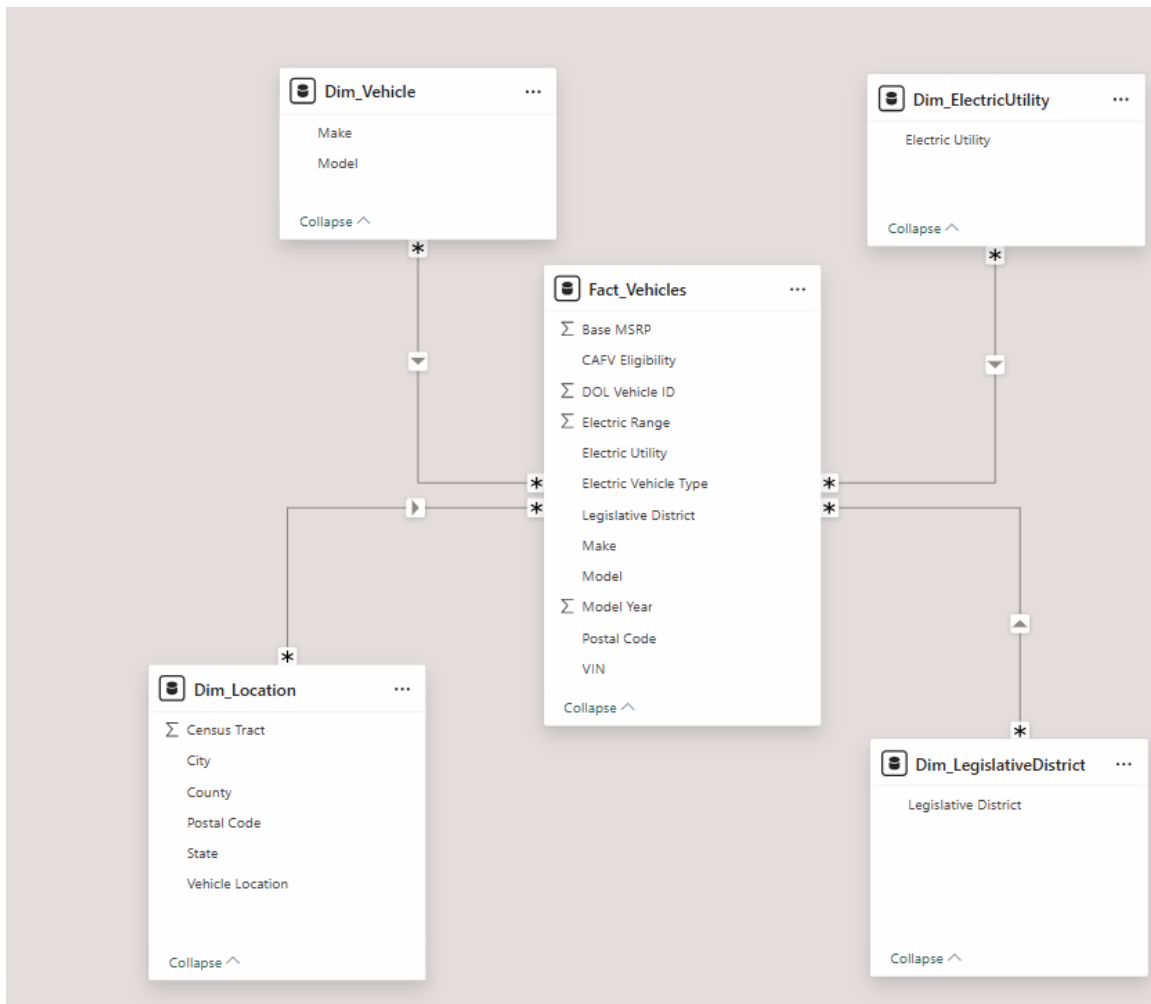 Dim_Vehicle
Make
Model
Collapse
Dim_ElectricUtility
Electric Utility
Collapse
Fact_Vehicles
Base MSRP
CAFV Eligibility
DOL Vehicle ID
Electric Range
Electric Utility
Electric Vehicle Type
Legislative District
Make
Model
Model Year
Postal Code
VIN
Collapse
Dim_Location
Census Tract
City
County
Postal Code
State
Vehicle Location
Collapse
Dim_LegislativeDistrict
Legislative District
Collapse